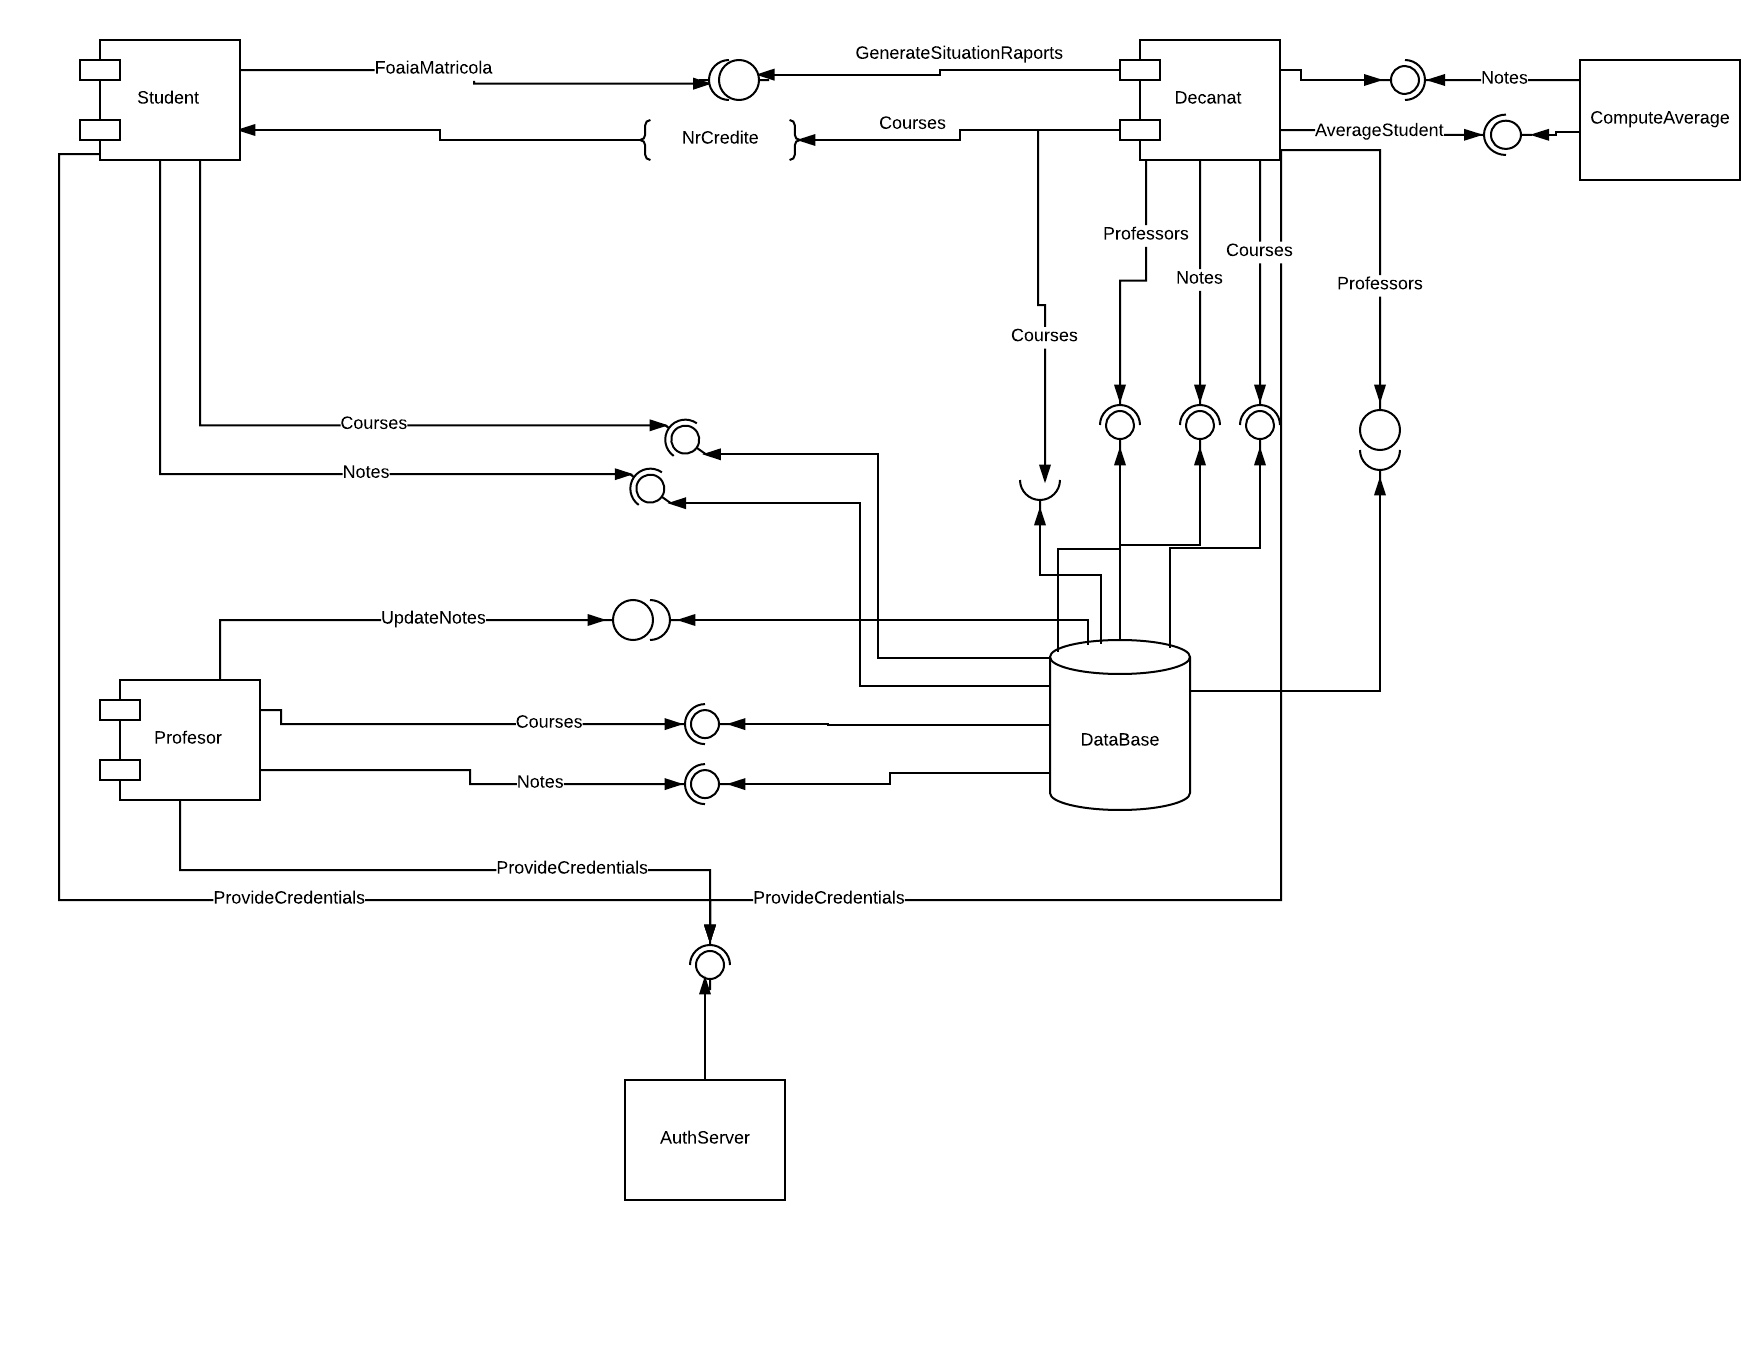 GenerateSituationRaports
FoaiaMatricola
Notes
Student
Decanat
ComputeAverage
Courses
AverageStudent
NrCredite
Professors
Courses
Notes
Professors
Courses
Courses
Notes
UpdateNotes
Courses
Profesor
DataBase
Notes
ProvideCredentials
ProvideCredentials
ProvideCredentials
AuthServer